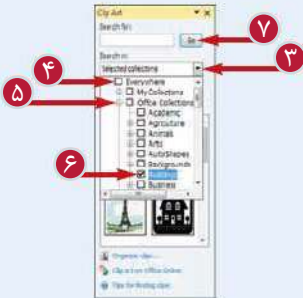 Clip Art
Search for:
Go
۷
Search in:
Selected collections
۳
۴
Everywhere
My Collections
۵
Office Collections
Academic
Agriculture
Animals
Arts
AutoShapes
Backgrounds
۶
Buildings
Business
Organize clips...
Clip art on Office Online
Tips for finding clips